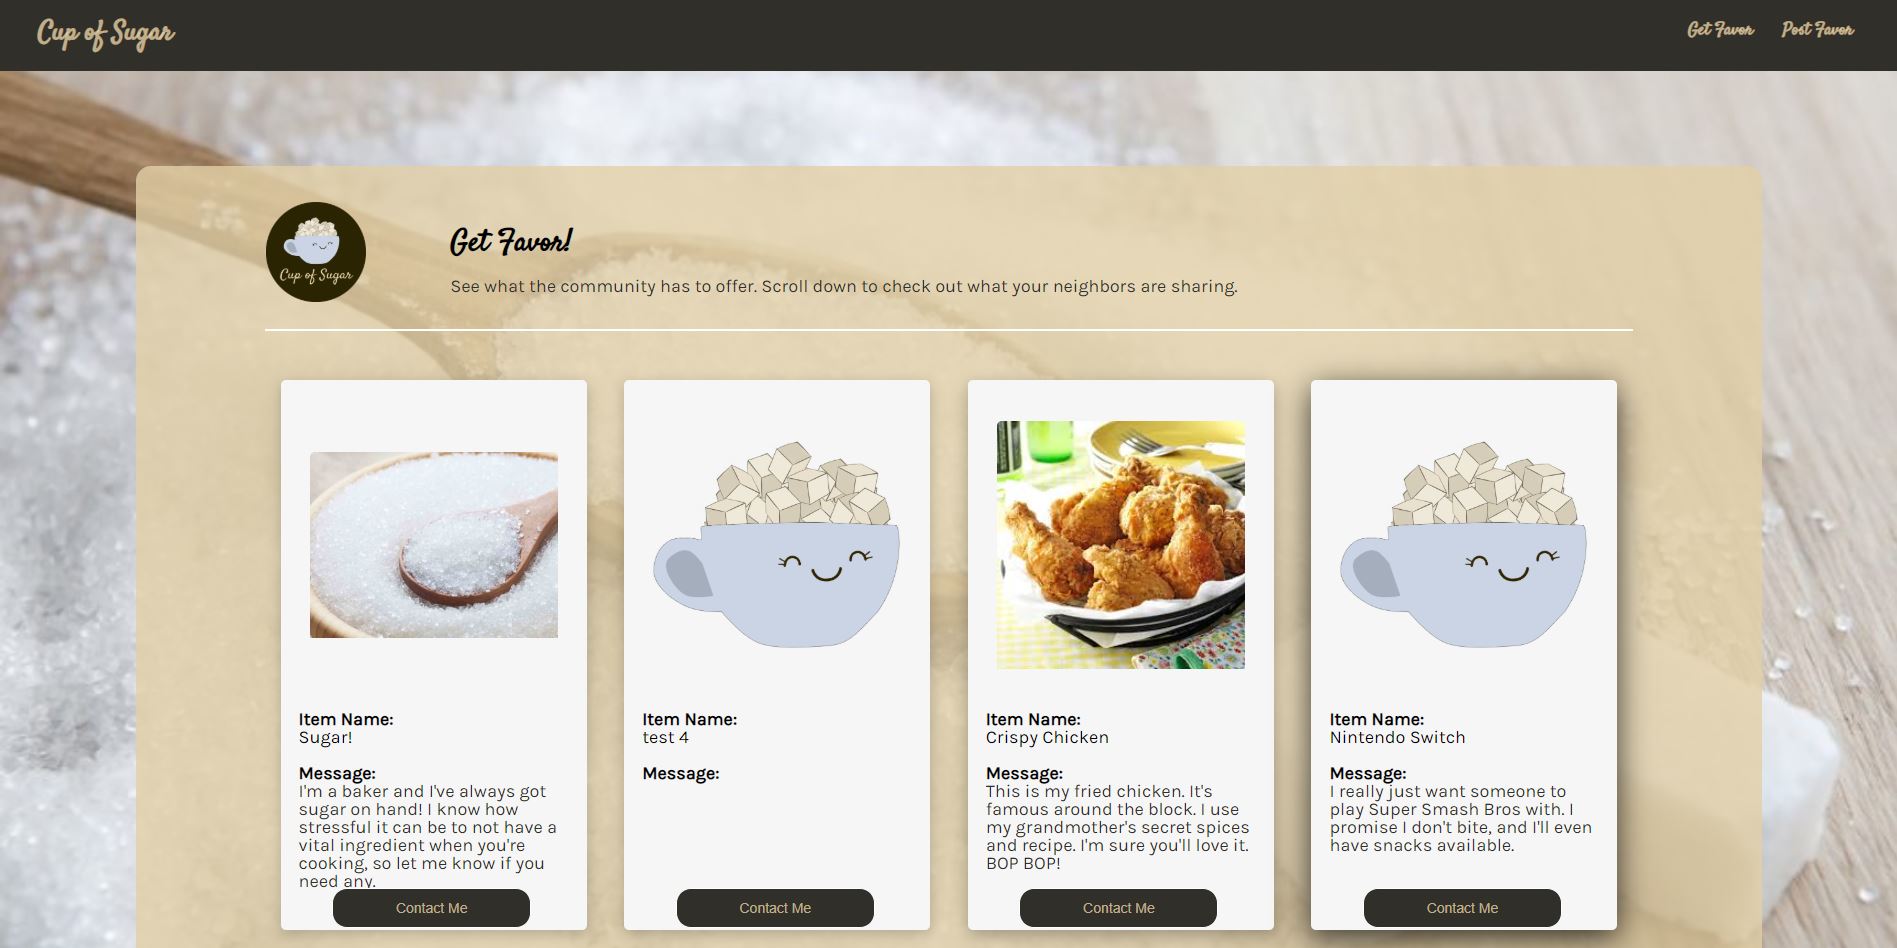 Cup of Sugar
Get Favor
Post Favor
Cup of Sugar
Get Favor!
See what the community has to offer. Scroll down to check out what your neighbors are sharing.
Item Name:
Sugar!
Message:
I'm a baker and I've always got
sugar on hand! I know how
stressful it can be to not have a
vital ingredient when you're
cooking, so let me know if you
need any.
Contact Me
Item Name:
test 4
Message:
Contact Me
Item Name:
Crispy Chicken
Message:
This is my fried chicken. It's
famous around the block. I use
my grandmother's secret spices
and recipe. I'm sure you'll love it.
BOP BOP!
Contact Me
Item Name:
Nintendo Switch
Message:
I really just want someone to
play Super Smash Bros with. I
promise I don't bite, and I'll even
have snacks available.
Contact Me